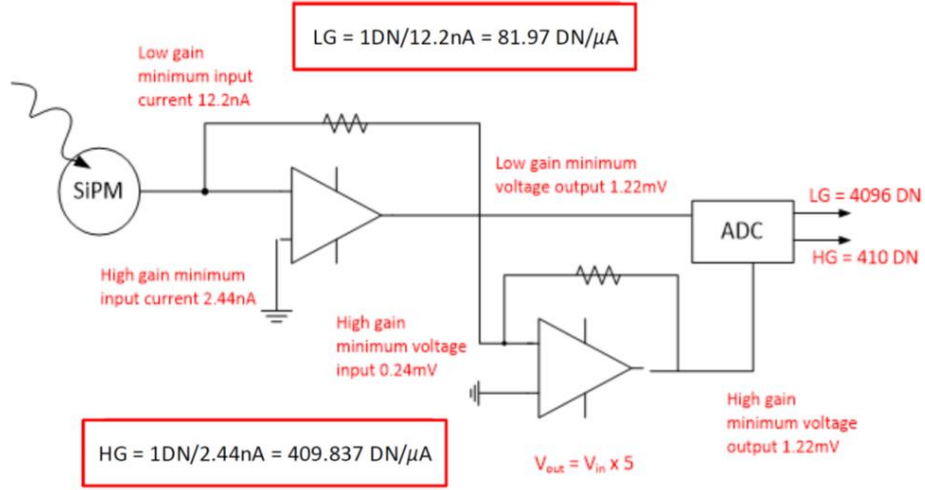 LG = 1DN/12.2nA = 81.97 DN/μA
Low gain
minimum input
current 12.2nA
SiPM
Low gain minimum
voltage output 1.22mV
LG = 4096 DN
ADC
HG = 410 DN
High gain minimum
input current 2.44nA
High gain
minimum voltage
input 0.24mV
High gain
minimum voltage
output 1.22mV
HG = 1DN/2.44nA = 409.837 DN/μA
Vout = Vin x 5